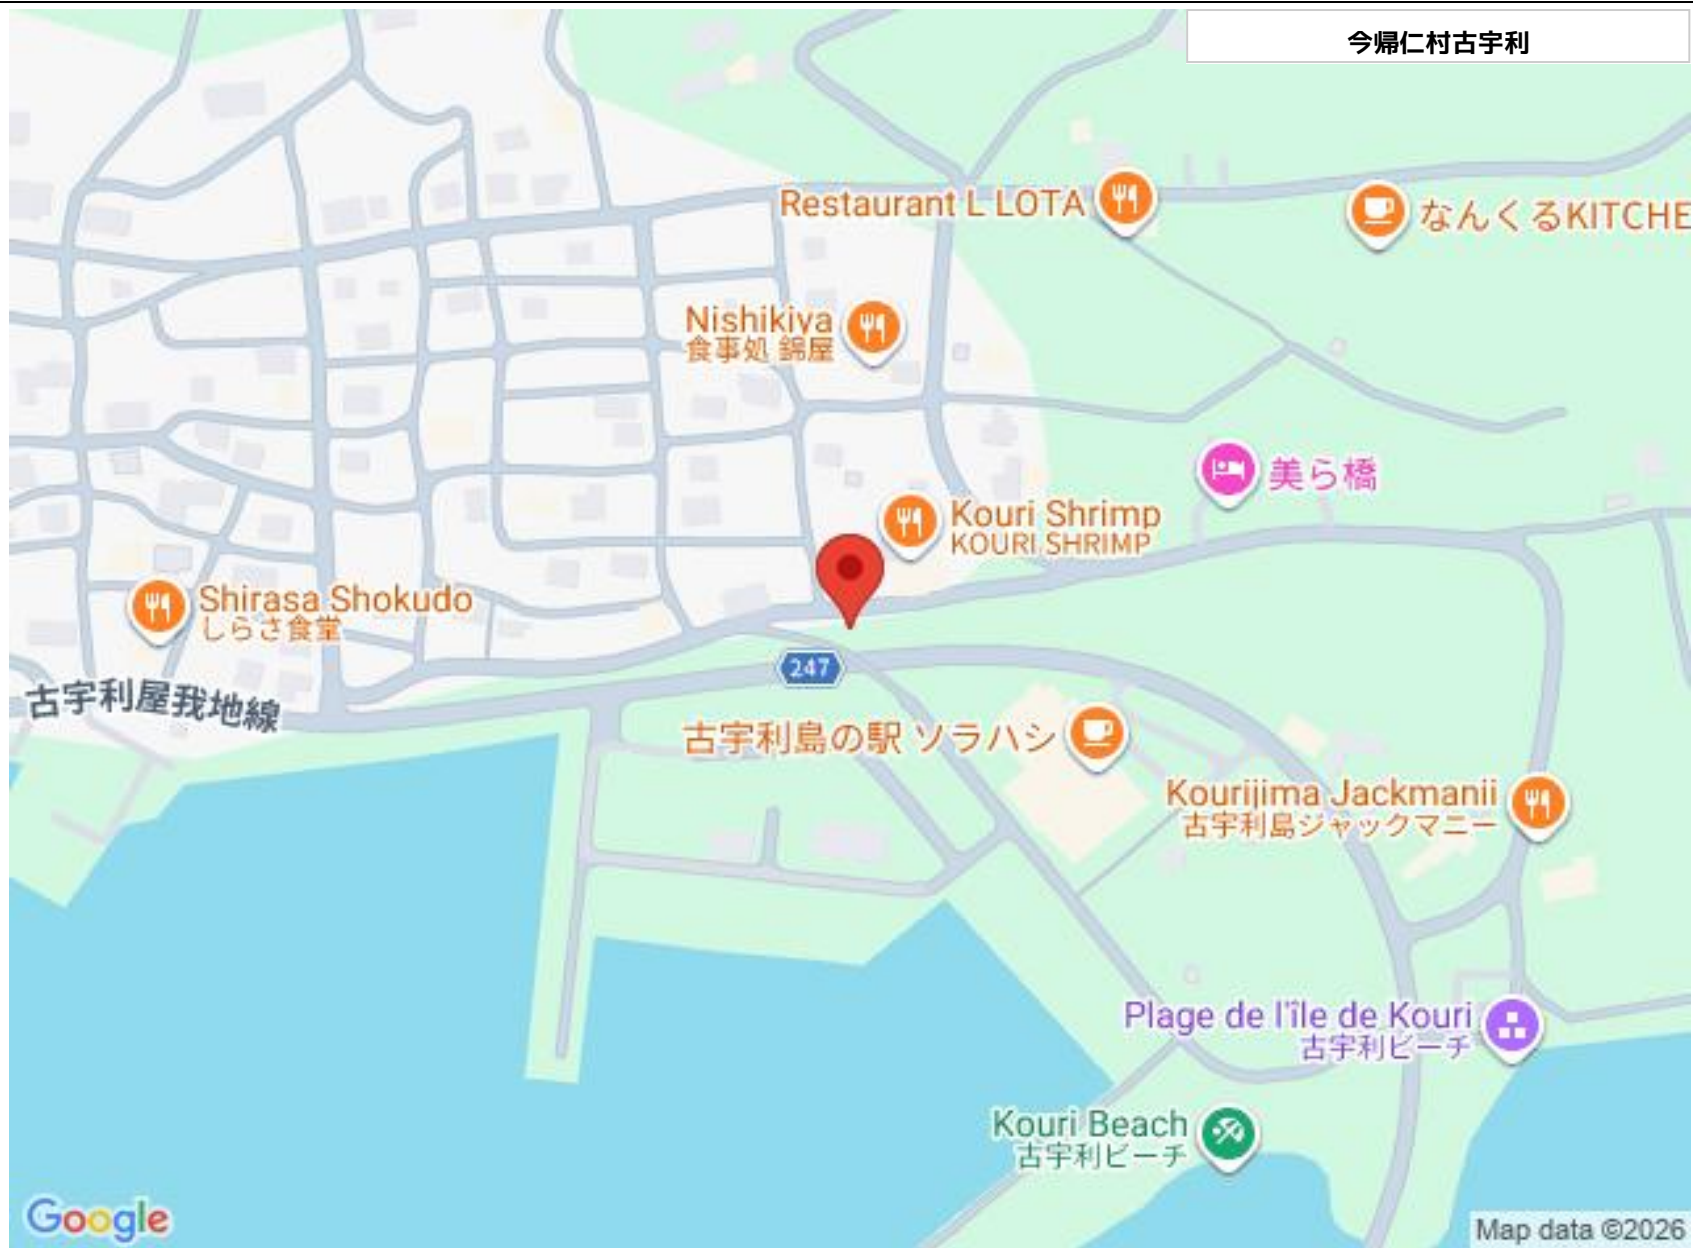 今帰仁村古宇利
Restaurant L LOTA
なんくるKITCHE
Nishikiya
食事処 錦屋
美ら橋
Kouri Shrimp
KOURI SHRIMP
Shirasa Shokudo
しらさ食堂
247
古宇利屋我地線
古宇利島の駅 ソラハシ
Kourijima Jackmanii
古宇利島ジャックマニー
Plage de l'île de Kouri
古宇利ビーチ
Kouri Beach
古宇利ビーチ
Google
Map data ©2026